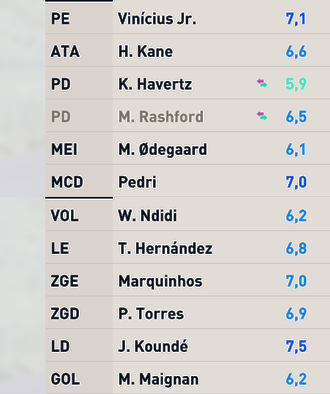 PE Vinícius Jr. 7,1
ATA H. Kane 6,6
PD K. Havertz 5,9
PD M. Rashford 6,5
MEI M. Ødegaard 6,1
MCD Pedri 7,0
VOL W. Ndidi 6,2
LE T. Hernández 6,8
ZGE Marquinhos 7,0
ZGD P. Torres 6,9
LD J. Koundé 7,5
GOL M. Maignan 6,2